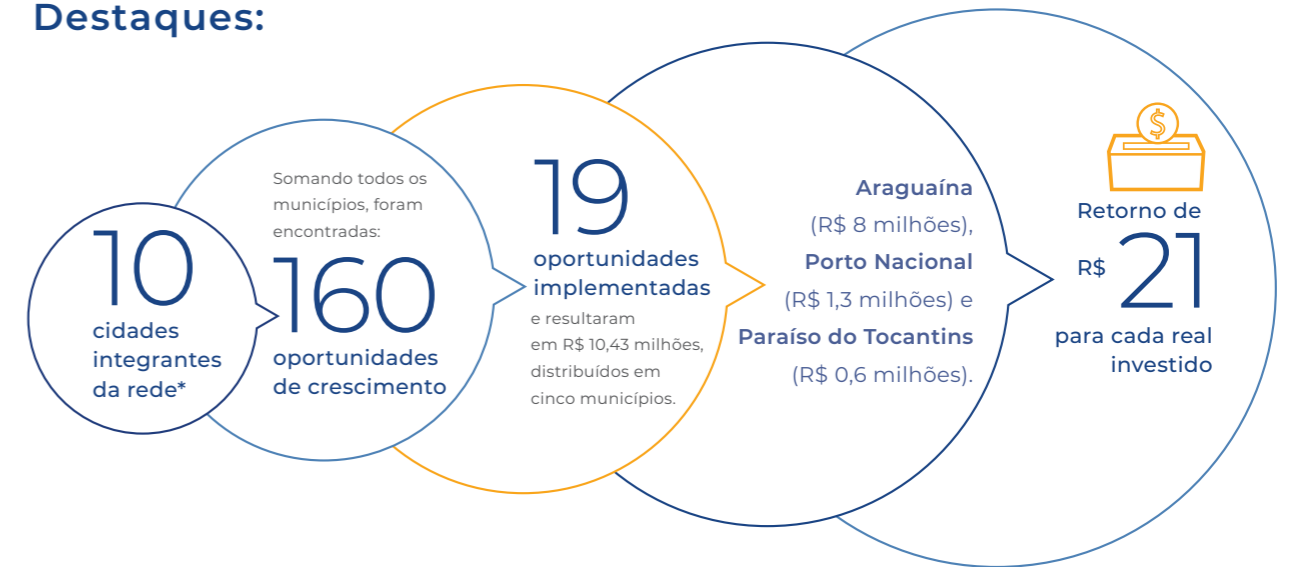 Destaques:
10
cidades
integrantes
da rede*
Somando todos os
municípios, foram
encontradas:
160
oportunidades
de crescimento
19
oportunidades
implementadas
e resultaram
em R$ 10,43 milhões,
distribuídos em
cinco municípios.
Araguaína
(R$ 8 milhões),
Porto Nacional
(R$ 1,3 milhões) e
Paraíso do Tocantins
(R$ 0,6 milhões).
$
Retorno de
R$ 21
para cada real
investido